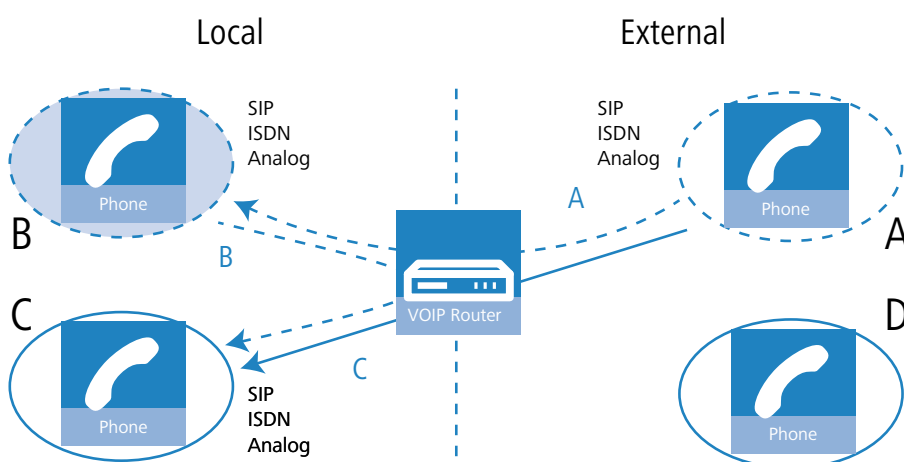 Local
External
SIP
ISDN
Analog
SIP
ISDN
Analog
Phone
Phone
A
B
A
B
VOIP Router
C
D
C
SIP
ISDN
Analog
Phone
Phone